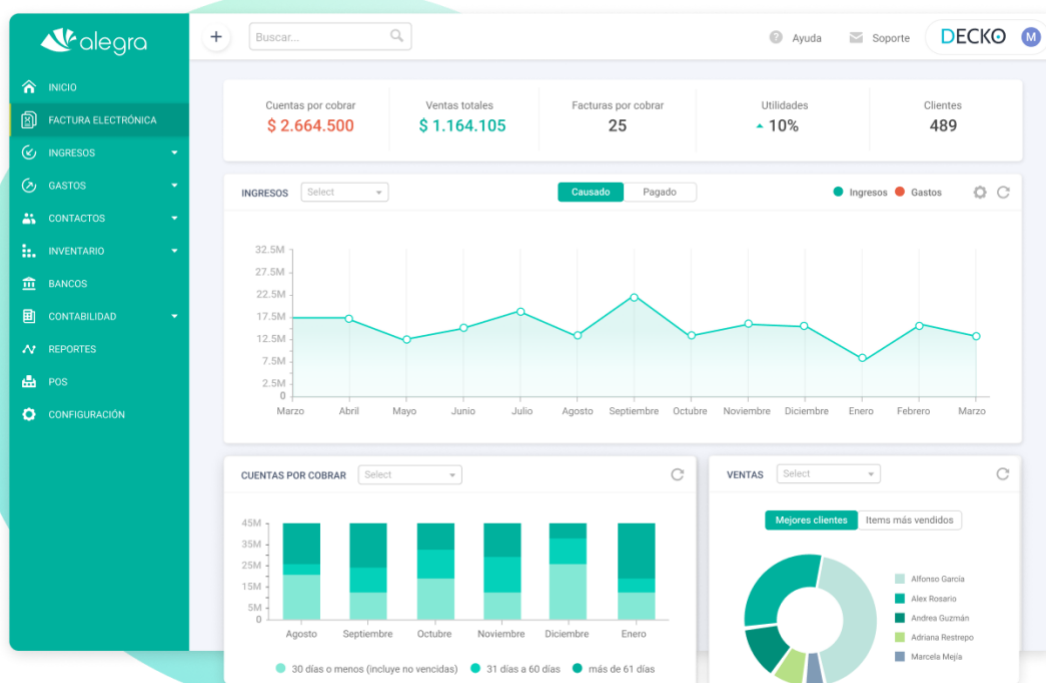 alegra
+
Buscar...
Ayuda
Soporte
DECKO
M
INICIO
FACTURA ELECTRÓNICA
INGRESOS
GASTOS
CONTACTOS
INVENTARIO
BANCOS
CONTABILIDAD
REPORTES
POS
CONFIGURACIÓN
Cuentas por cobrar
$ 2.664.500
Ventas totales
$ 1.164.105
Facturas por cobrar
25
Utilidades
10%
Clientes
489
INGRESOS
Select
Causado
Pagado
Ingresos
Gastos
32.5M
27.5M
22.5M
17.5M
12.5M
7.5M
2.5M
0
Marzo Abril Mayo Junio Julio Agosto Septiembre Octubre Noviembre Diciembre Enero Febrero Marzo
CUENTAS POR COBRAR
Select
45M
35M
25M
15M
5M
0
Agosto Septiembre Octubre Noviembre Diciembre Enero
30 días o menos (incluye no vencidas) 31 días a 60 días más de 61 días
VENTAS
Select
Mejores clientes
Items más vendidos
Alfonso García
Alex Rosario
Andrea Guzmán
Adriana Restrepo
Marcela Mejía